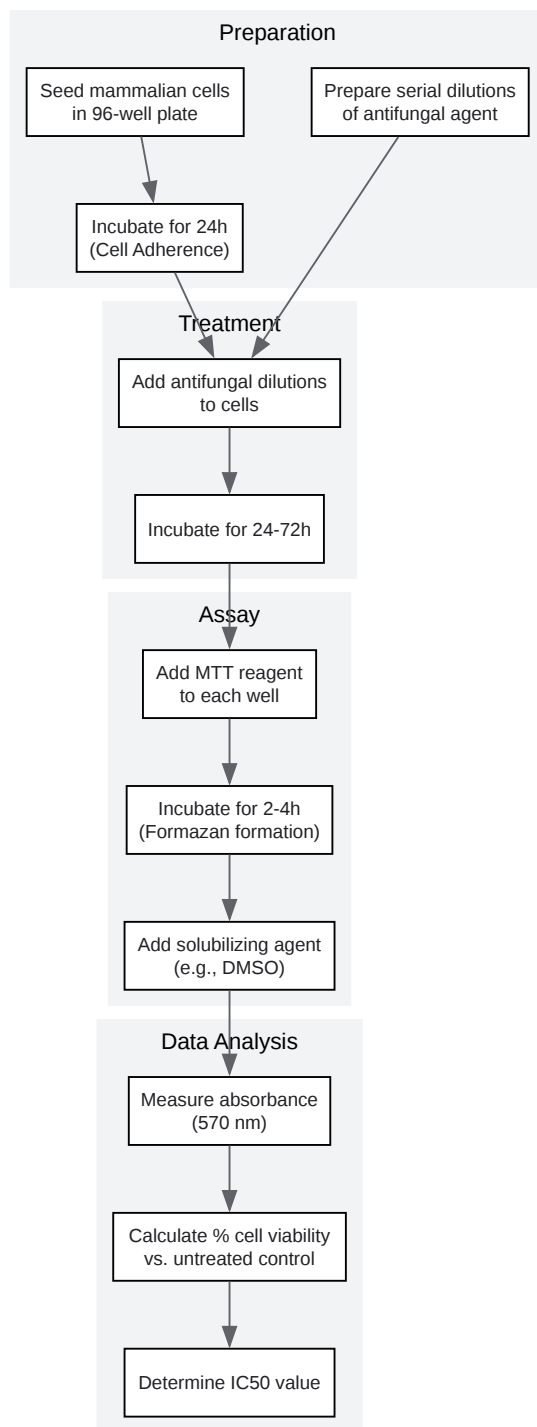 Preparation
Seed mammalian cells
in 96-well plate
Prepare serial dilutions
of antifungal agent
Incubate for 24h
(Cell Adherence)
Treatment
Add antifungal dilutions
to cells
Incubate for 24-72h
Assay
Add MTT reagent
to each well
Incubate for 2-4h
(Formazan formation)
Add solubilizing agent
(e.g., DMSO)
Data Analysis
Measure absorbance
(570 nm)
Calculate % cell viability
vs. untreated control
Determine IC50 value